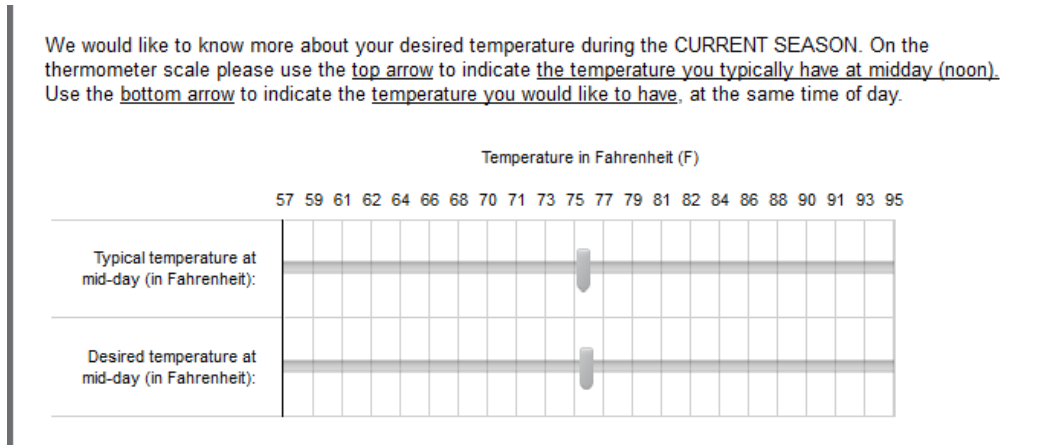 We would like to know more about your desired temperature during the CURRENT SEASON. On the
thermometer scale please use the top arrow to indicate the temperature you typically have at midday (noon).
Use the bottom arrow to indicate the temperature you would like to have, at the same time of day.
Temperature in Fahrenheit (F)
57 59 61 62 64 66 68 70 71 73 75 77 79 81 82 84 86 88 90 91 93 95
Typical temperature at
mid-day (in Fahrenheit):
Desired temperature at
mid-day (in Fahrenheit):